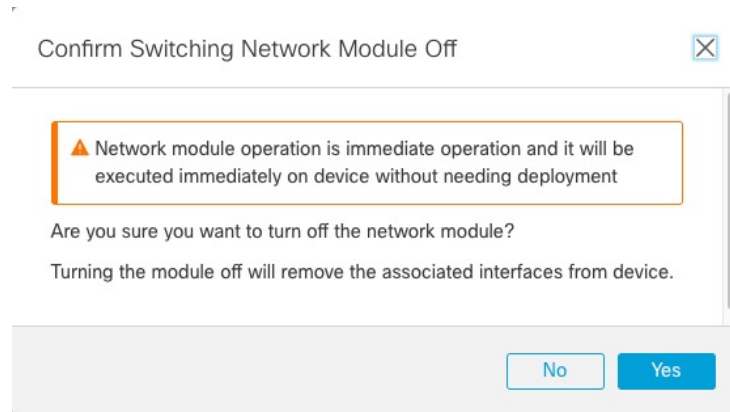 Confirm Switching Network Module Off
Network module operation is immediate operation and it will be
executed immediately on device without needing deployment
Are you sure you want to turn off the network module?
Turning the module off will remove the associated interfaces from device.
No
Yes